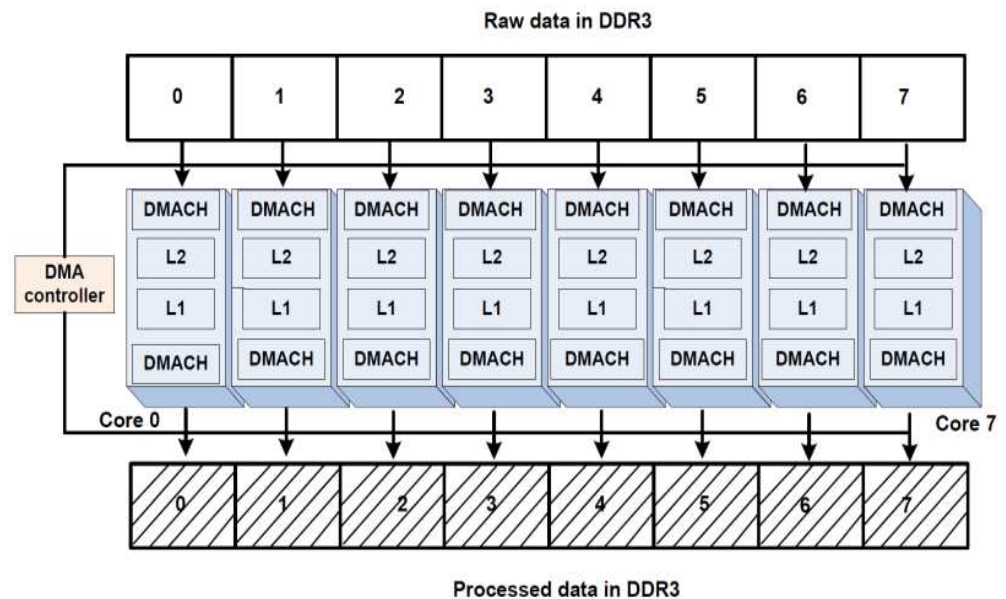 Raw data in DDR3
0 1 2 3 4 5 6 7
DMACH DMACH DMACH DMACH DMACH DMACH DMACH DMACH
L2 L2 L2 L2 L2 L2 L2 L2
DMA
controller
L1 L1 L1 L1 L1 L1 L1 L1
DMACH DMACH DMACH DMACH DMACH DMACH DMACH DMACH
Core 0 Core 7
0 1 2 3 4 5 6 7
Processed data in DDR3